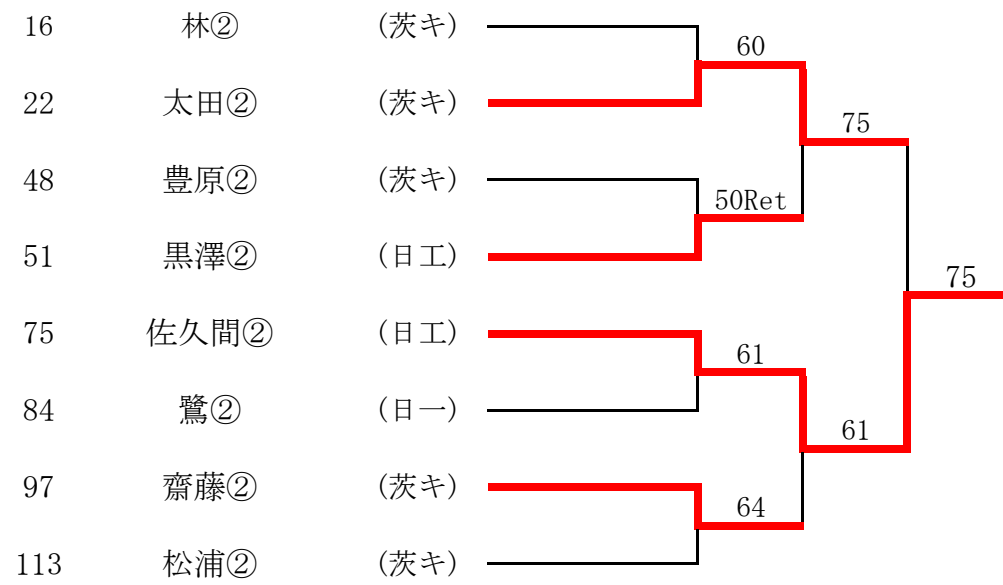 16 林② (茨キ)
60
22 太田② (茨キ)
75
48 豊原② (茨キ)
50Ret
51 黒澤② (日工)
75
75 佐久間② (日工)
61
84 鷺② (日一)
61
97 齋藤② (茨キ)
64
113 松浦② (茨キ)